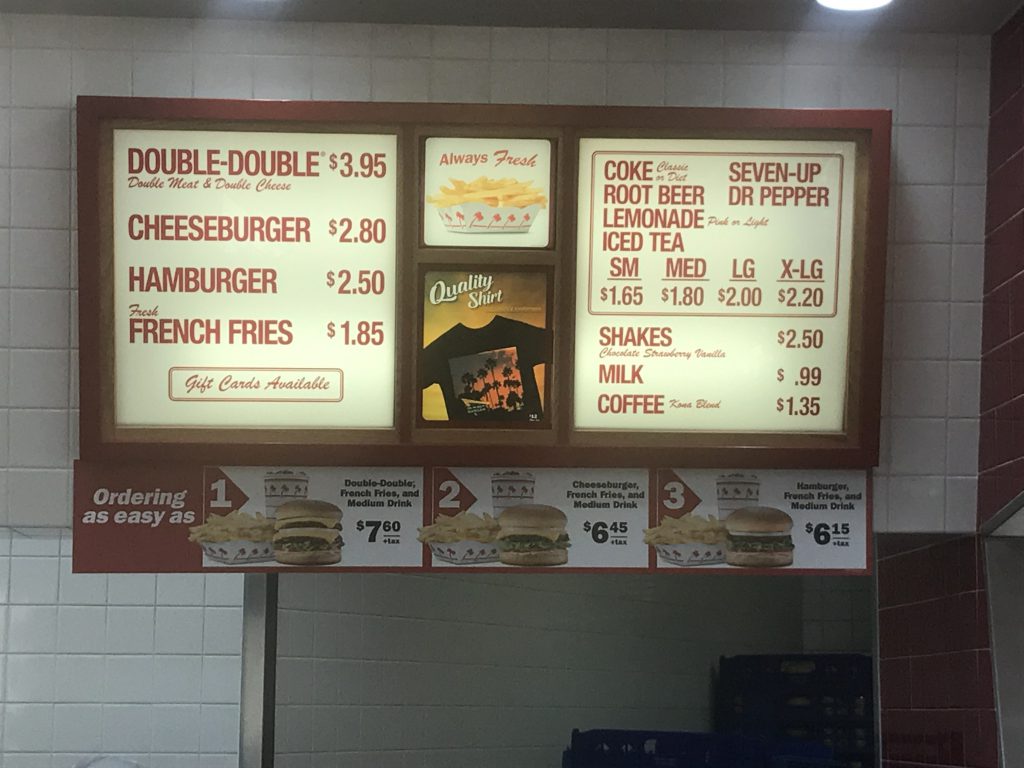 DOUBLE-DOUBLE® $3.95
Double Meat & Double Cheese
CHEESEBURGER $2.80
HAMBURGER $2.50
Fresh
FRENCH FRIES $1.85
Gift Cards Available
Always Fresh
Quality
Shirt
COKE Classic or Diet SEVEN-UP
ROOT BEER DR PEPPER
LEMONADE Pink or Light
ICED TEA
SM MED LG X-LG
$1.65 $1.80 $2.00 $2.20
SHAKES $2.50
Chocolate Strawberry Vanilla
MILK $ .99
COFFEE Kona Blend $1.35
Ordering
as easy as
1
Double-Double,
French Fries, and
Medium Drink
$7.60
+tax
2
Cheeseburger,
French Fries, and
Medium Drink
$6.45
+tax
3
Hamburger,
French Fries, and
Medium Drink
$6.15
+tax